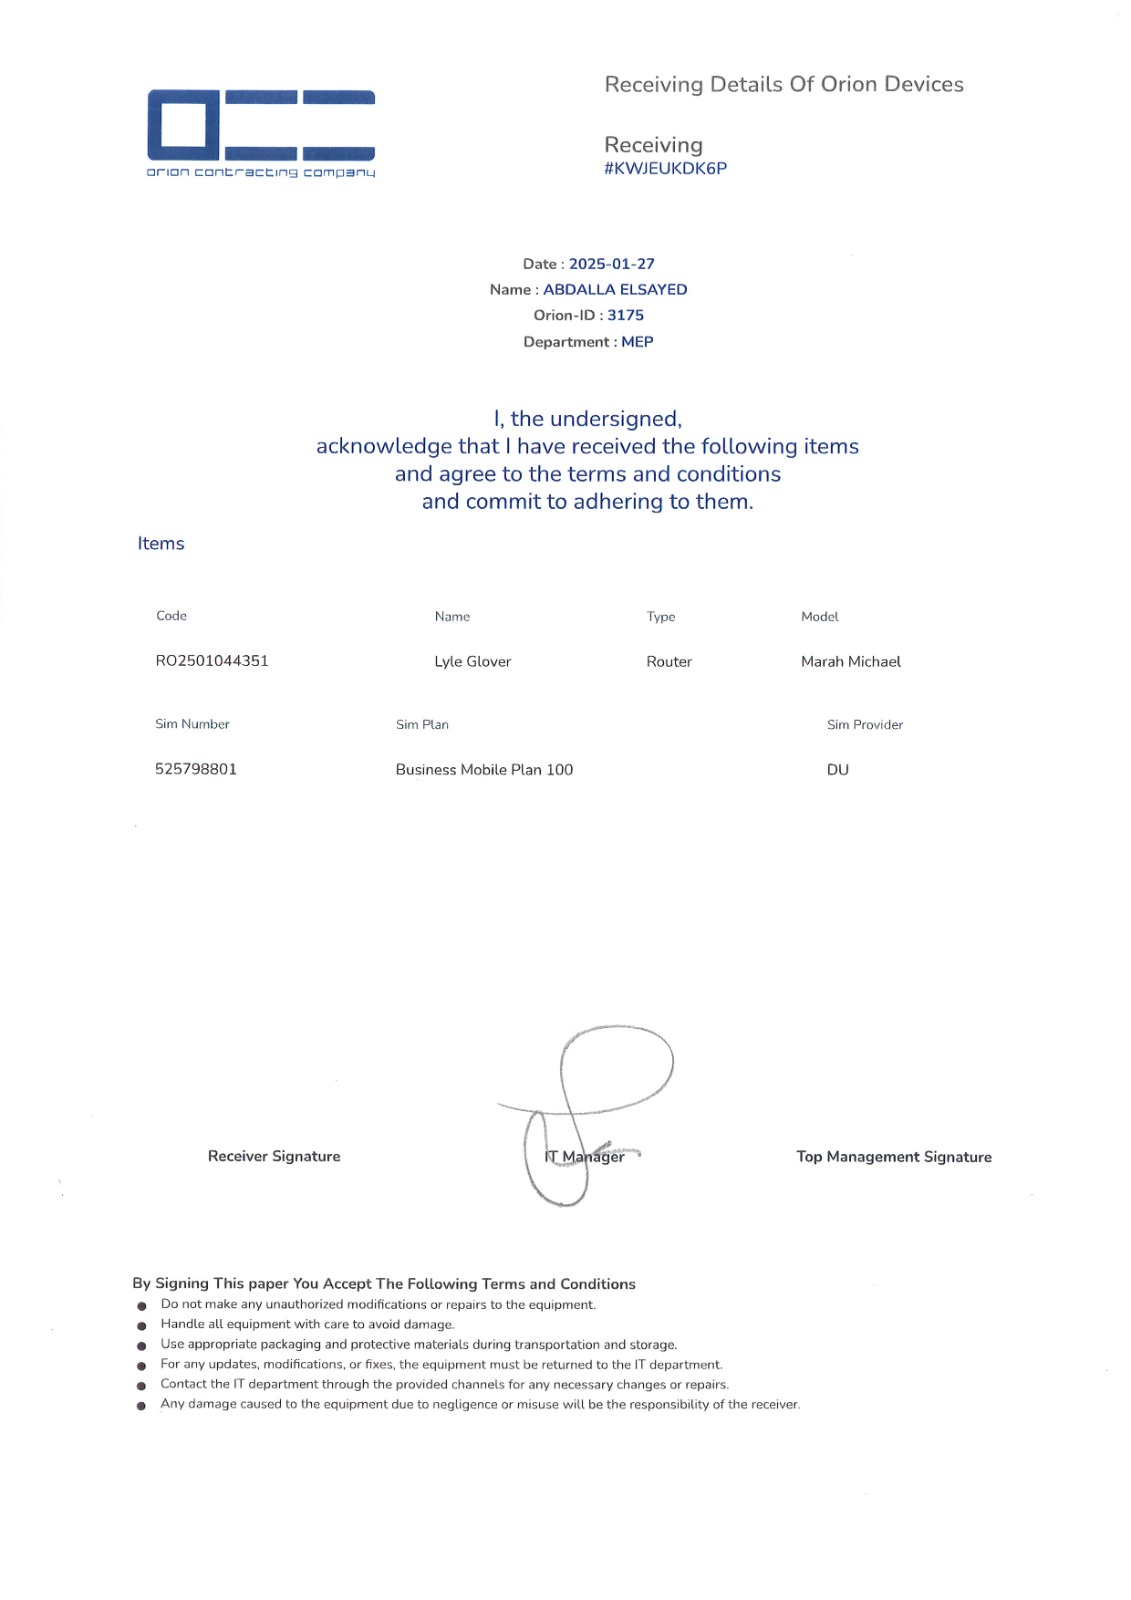 orion contracting company
Receiving Details Of Orion Devices
Receiving
#KWJEUKDK6P
Date : 2025-01-27
Name : ABDALLA ELSAYED
Orion-ID : 3175
Department : MEP
I, the undersigned,
acknowledge that I have received the following items
and agree to the terms and conditions
and commit to adhering to them.
Items
Code Name Type Model
RO2501044351 Lyle Glover Router Marah Michael
Sim Number Sim Plan Sim Provider
525798801 Business Mobile Plan 100 DU
Receiver Signature IT Manager Top Management Signature
By Signing This paper You Accept The Following Terms and Conditions
Do not make any unauthorized modifications or repairs to the equipment.
Handle all equipment with care to avoid damage.
Use appropriate packaging and protective materials during transportation and storage.
For any updates, modifications, or fixes, the equipment must be returned to the IT department.
Contact the IT department through the provided channels for any necessary changes or repairs.
Any damage caused to the equipment due to negligence or misuse will be the responsibility of the receiver.